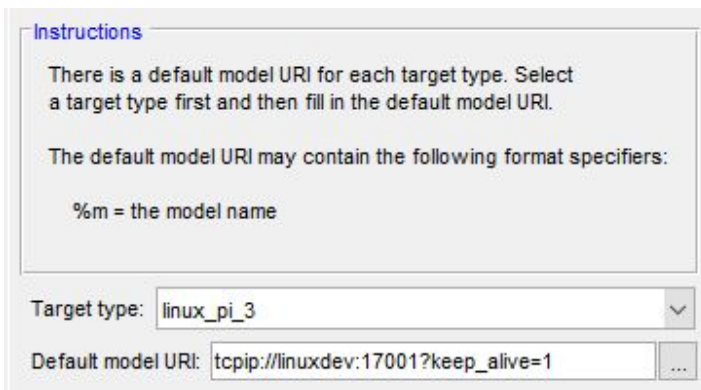 Instructions
There is a default model URI for each target type. Select
a target type first and then fill in the default model URI.
The default model URI may contain the following format specifiers:
%m = the model name
Target type: linux_pi_3
Default model URI: tcpip://linuxdev:17001?keep_alive=1 ...